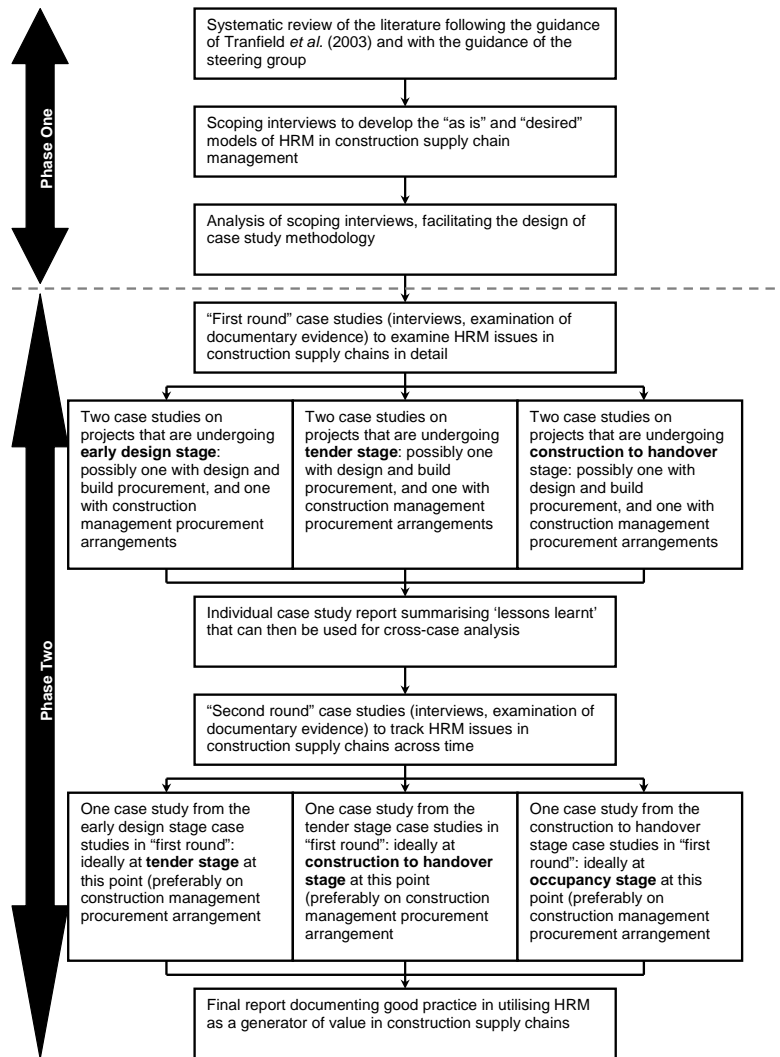 Phase One
Systematic review of the literature following the guidance
of Tranfield et al. (2003) and with the guidance of the
steering group
Scoping interviews to develop the “as is” and “desired”
models of HRM in construction supply chain
management
Analysis of scoping interviews, facilitating the design of
case study methodology
Phase Two
“First round” case studies (interviews, examination of
documentary evidence) to examine HRM issues in
construction supply chains in detail
Two case studies on
projects that are undergoing
early design stage:
possibly one with design and
build procurement, and one
with construction
management procurement
arrangements
Two case studies on
projects that are undergoing
tender stage: possibly one
with design and build
procurement, and one with
construction management
procurement arrangements
Two case studies on
projects that are undergoing
construction to handover
stage: possibly one with
design and build
procurement, and one with
construction management
procurement arrangements
Individual case study report summarising ‘lessons learnt’
that can then be used for cross-case analysis
“Second round” case studies (interviews, examination of
documentary evidence) to track HRM issues in
construction supply chains across time
One case study from the
early design stage case
studies in “first round”:
ideally at tender stage at
this point (preferably on
construction management
procurement arrangement
One case study from the
tender stage case studies in
“first round”: ideally at
construction to handover
stage at this point
(preferably on construction
management procurement
arrangement
One case study from the
construction to handover
stage case studies in “first
round”: ideally at
occupancy stage at this
point (preferably on
construction management
procurement arrangement
Final report documenting good practice in utilising HRM
as a generator of value in construction supply chains